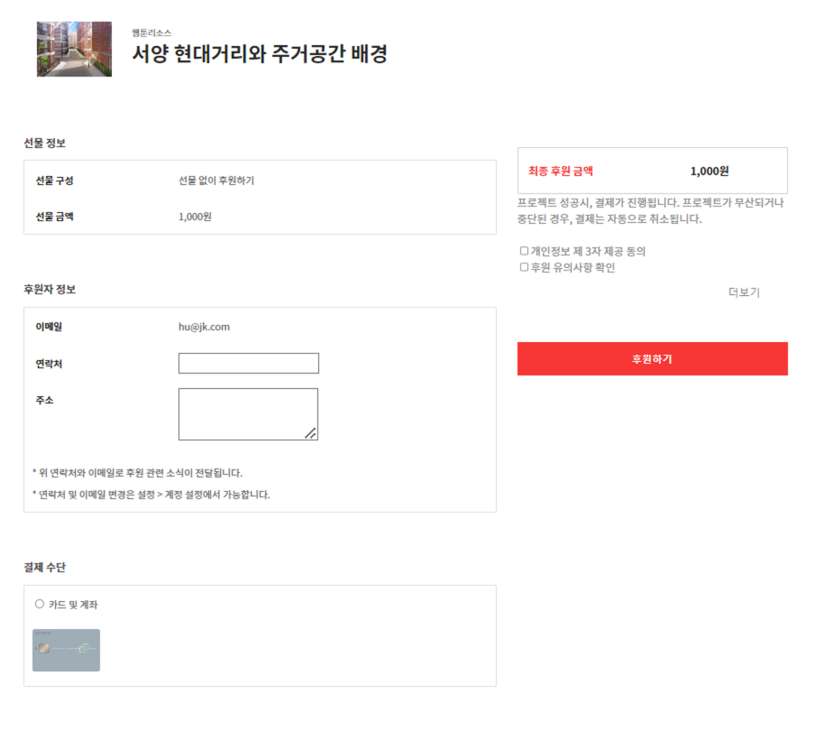 웹툰리소스
서양 현대거리와 주거공간 배경
선물 정보
선물 구성 선물 없이 후원하기
선물 금액 1,000원
후원자 정보
이메일 hu@jk.com
연락처
주소
* 위 연락처와 이메일로 후원 관련 소식이 전달됩니다.
* 연락처 및 이메일 변경은 설정 > 계정 설정에서 가능합니다.
결제 수단
카드 및 계좌
최종 후원 금액 1,000원
프로젝트 성공시, 결제가 진행됩니다. 프로젝트가 무산되거나
중단된 경우, 결제는 자동으로 취소됩니다.
개인정보 제 3자 제공 동의
후원 유의사항 확인
더보기
후원하기